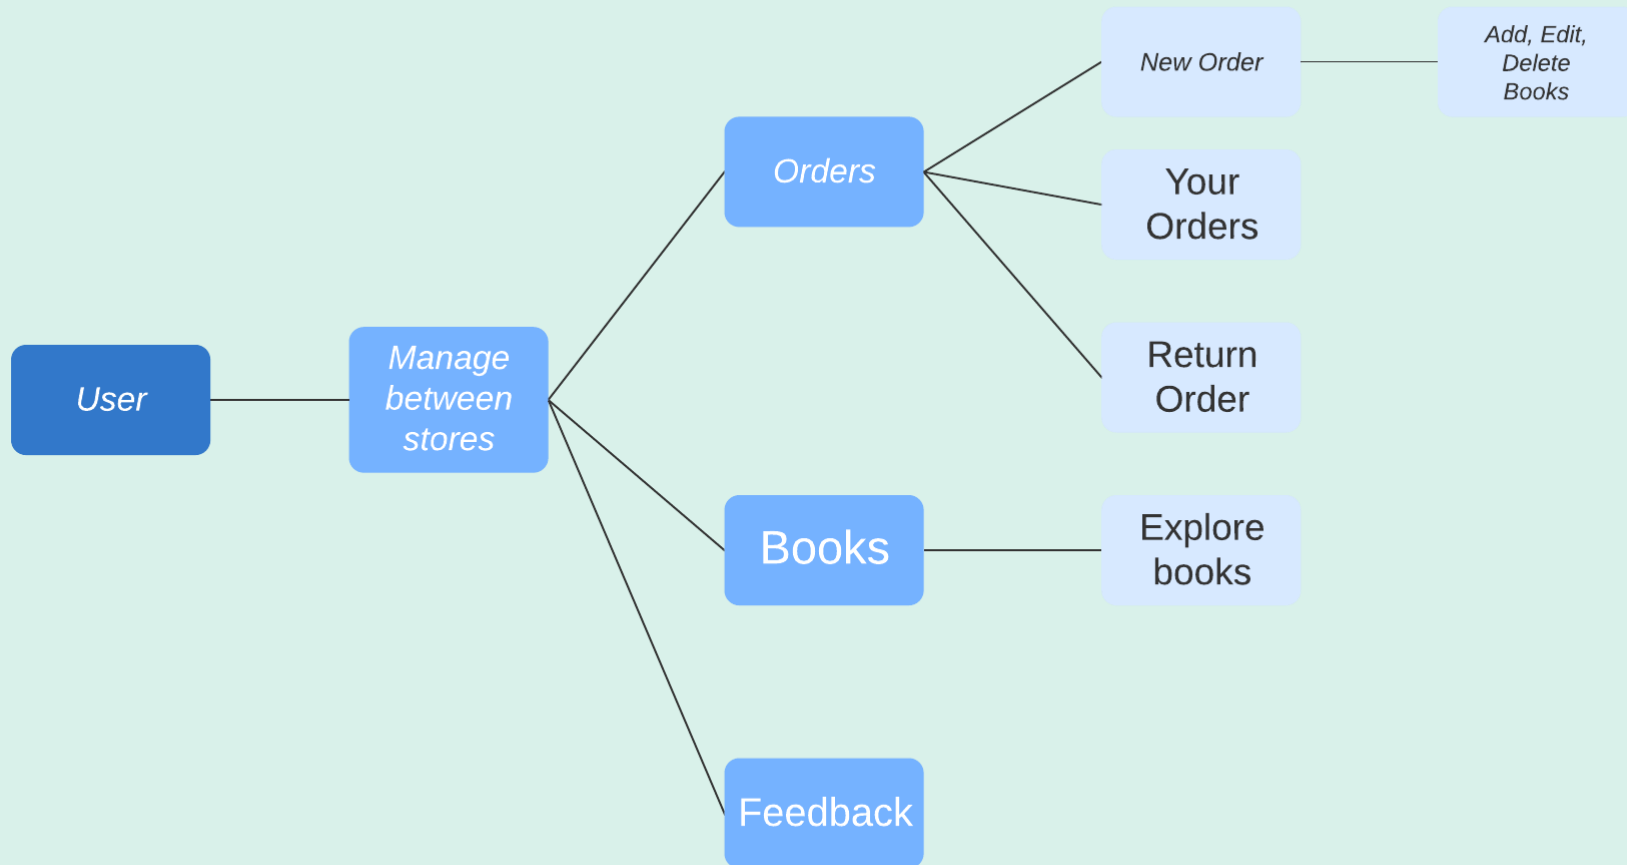 User
Manage
between
stores
Orders
Books
Feedback
New Order
Your
Orders
Return
Order
Explore
books
Add, Edit,
Delete
Books